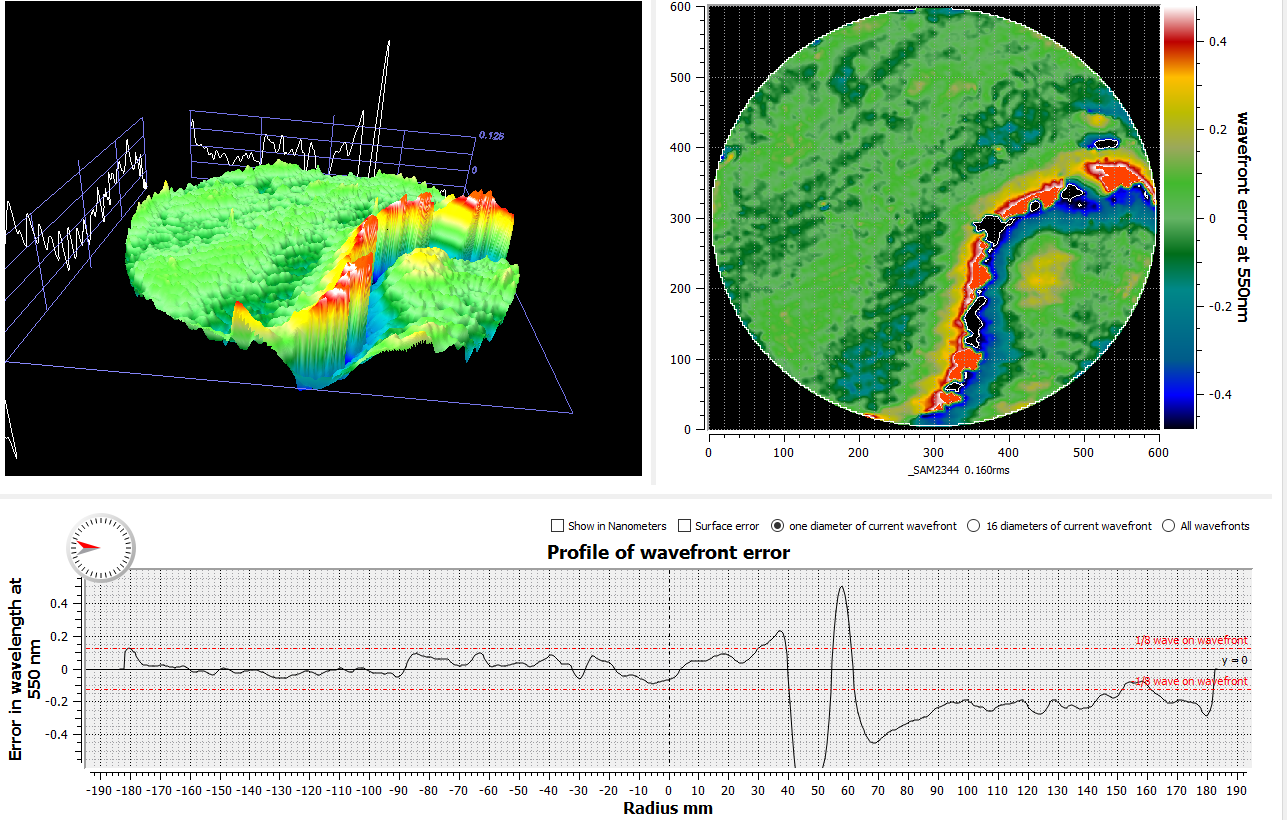 0.126
0
600
500
400
300
200
100
0
0 100 200 300 400 500 600
_SAM2344 0.160rms
0.4
0.2
0
-0.2
-0.4
wavefront error at 550nm
Show in Nanometers Surface error one diameter of current wavefront 16 diameters of current wavefront All wavefronts
Profile of wavefront error
Error in wavelength at
550 nm
0.4
0.2
0
-0.2
-0.4
1/8 wave on wavefront
y = 0
-1/8 wave on wavefront
-190 -180 -170 -160 -150 -140 -130 -120 -110 -100 -90 -80 -70 -60 -50 -40 -30 -20 -10 0 10 20 30 40 50 60 70 80 90 100 110 120 130 140 150 160 170 180 190
Radius mm